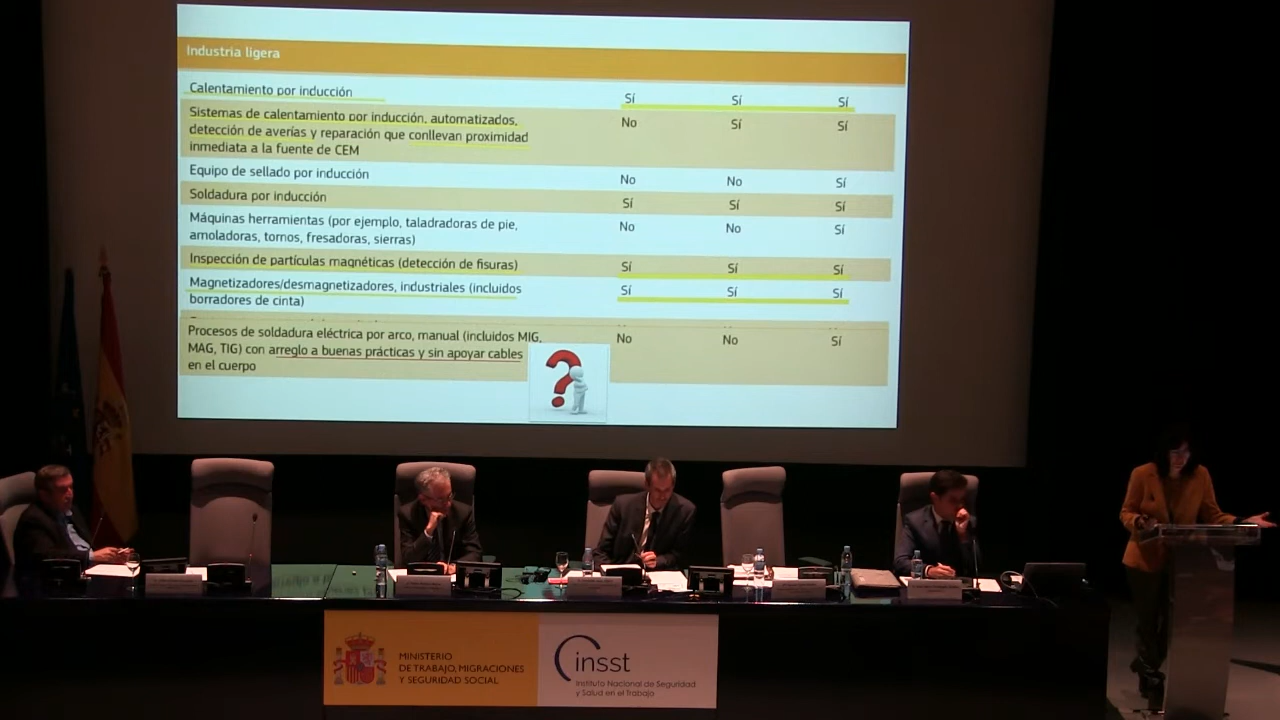 Industria ligera
Calentamiento por inducción Sí Sí Sí
Sistemas de calentamiento por inducción, automatizados, No Sí Sí
detección de averías y reparación que conllevan proximidad
inmediata a la fuente de CEM
Equipo de sellado por inducción No No Sí
Soldadura por inducción Sí Sí Sí
Máquinas herramientas (por ejemplo, taladradoras de pie, No No Sí
amoladoras, tornos, fresadoras, sierras)
Inspección de partículas magnéticas (detección de fisuras) Sí Sí Sí
Magnetizadores/desmagnetizadores, industriales (incluidos Sí Sí Sí
borradores de cinta)
Procesos de soldadura eléctrica por arco, manual (incluidos MIG, No No Sí
MAG, TIG) con arreglo a buenas prácticas y sin apoyar cables
en el cuerpo
?
MINISTERIO
DE TRABAJO, MIGRACIONES
Y SEGURIDAD SOCIAL
insst
Instituto Nacional de Seguridad
y Salud en el Trabajo